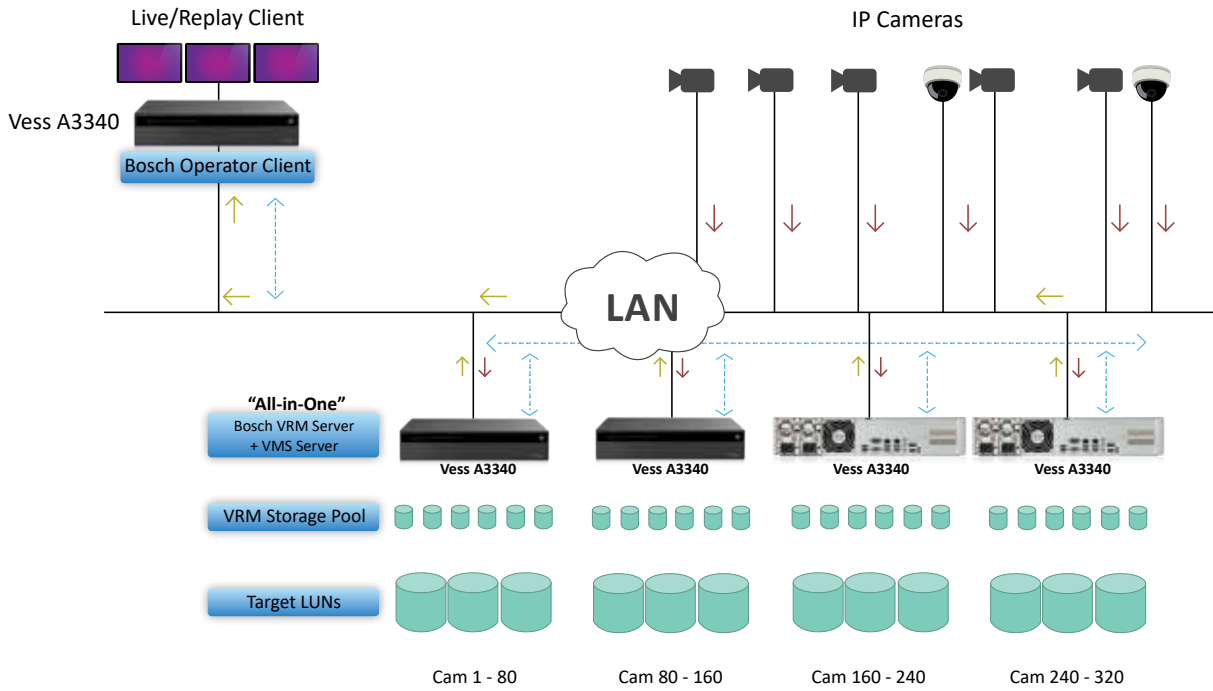 Live/Replay Client
IP Cameras
Vess A3340
Bosch Operator Client
LAN
"All-in-One"
Bosch VRM Server
+ VMS Server
Vess A3340
Vess A3340
Vess A3340
Vess A3340
VRM Storage Pool
Target LUNs
Cam 1 - 80
Cam 80 - 160
Cam 160 - 240
Cam 240 - 320